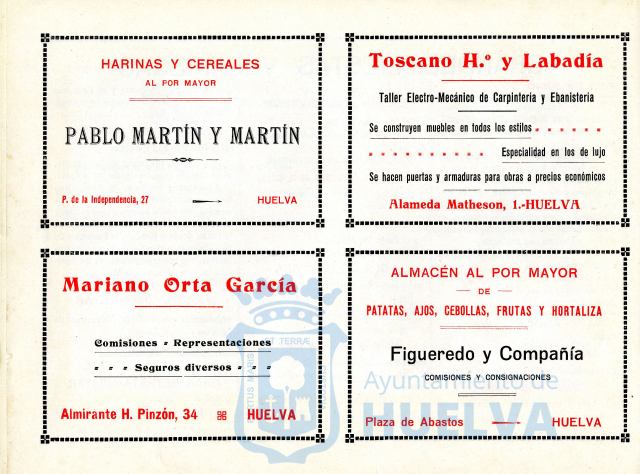 HARINAS Y CEREALES
AL POR MAYOR
PABLO MARTÍN Y MARTÍN
P. de la Independencia, 27 HUELVA
Toscano H.º y Labadía
Taller Electro-Mecánico de Carpintería y Ebanistería
Se construyen muebles en todos los estilos
Especialidad en los de lujo
Se hacen puertas y armaduras para obras a precios económicos
Alameda Matheson, 1.-HUELVA
Mariano Orta García
Comisiones - Representaciones
Seguros diversos
Almirante H. Pinzón, 34 HUELVA
ALMACÉN AL POR MAYOR
DE
PATATAS, AJOS, CEBOLLAS, FRUTAS Y HORTALIZA
Figueredo y Compañía
COMISIONES Y CONSIGNACIONES
Plaza de Abastos HUELVA
Ayuntamiento de
HUELVA